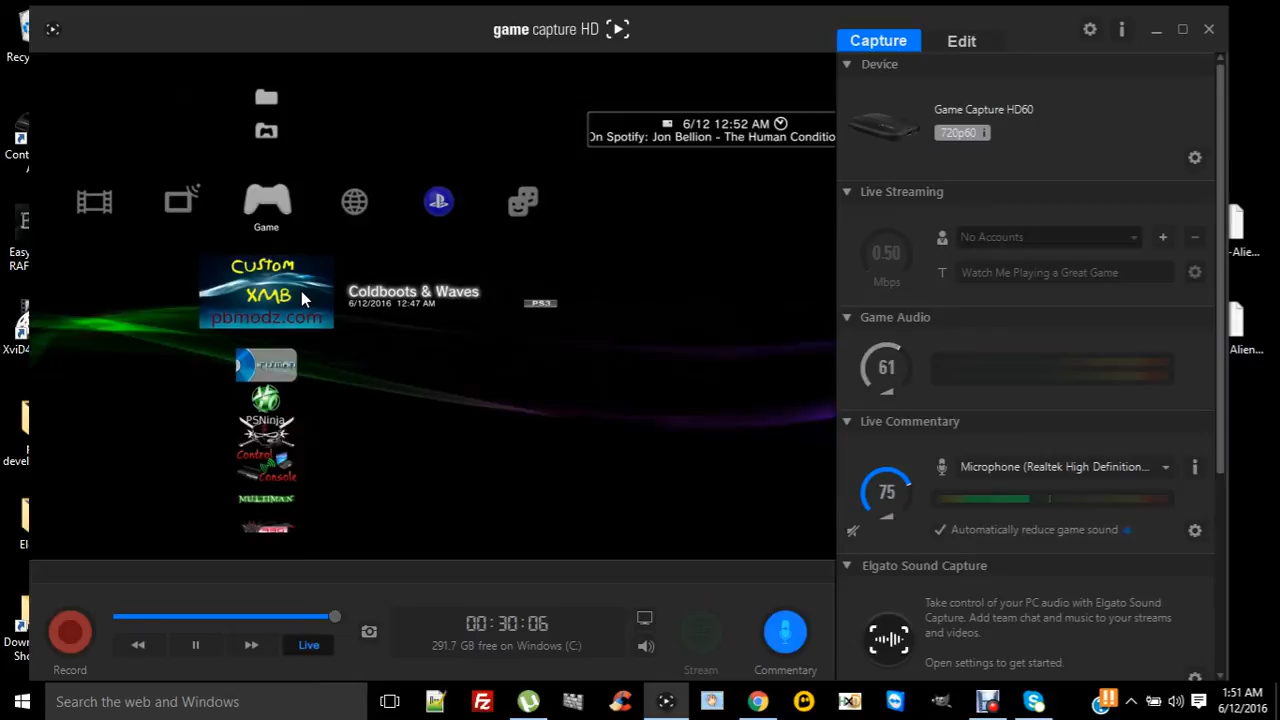 game capture HD
Capture
Edit
Device
Game Capture HD60
720p60 i
Live Streaming
0.50
Mbps
No Accounts
T
Watch Me Playing a Great Game
Game Audio
61
Live Commentary
75
Microphone (Realtek High Definition...
Automatically reduce game sound
Elgato Sound Capture
Take control of your PC audio with Elgato Sound
Capture. Add team chat and music to your streams
and videos.
Open settings to get started.
6/12 12:52 AM
On Spotify: Jon Bellion - The Human Conditio
Game
Custom
XMB
pbmodz.com
Coldboots & Waves
6/12/2016 12:47 AM
PS3
PSNinja
Control
Console
MULTIMAN
00:30:06
291.7 GB free on Windows (C:)
Live
Record
Stream
Commentary
Recy
Cont
A
Easy
RAF
XviD4
P
devel
El
Dow
Sho
-Alie...
Alien...
Search the web and Windows
1:51 AM
6/12/2016